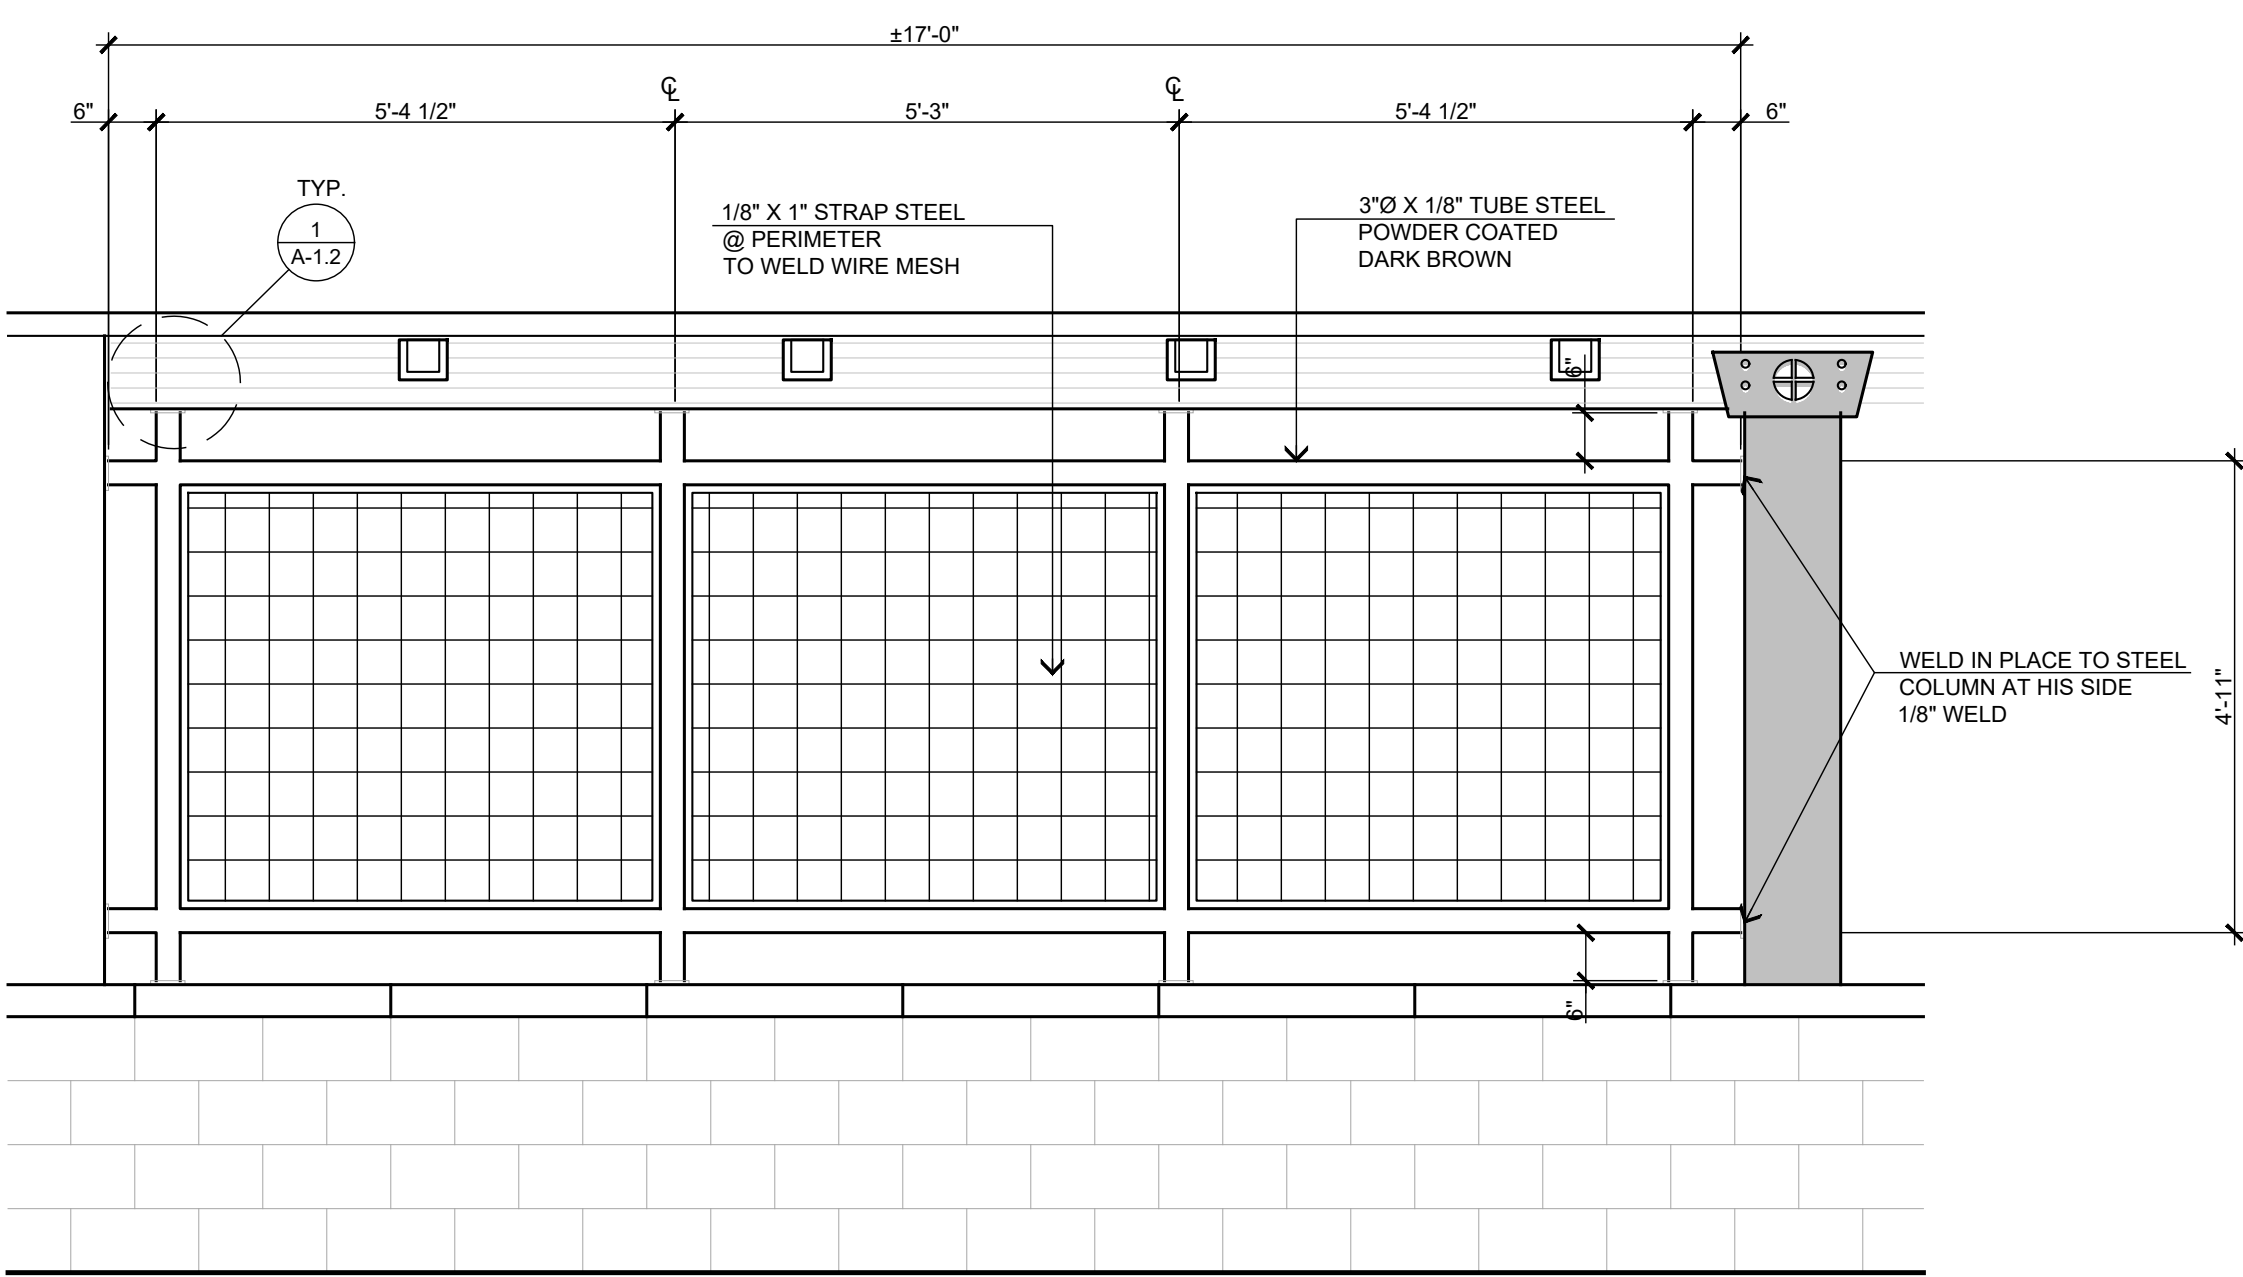 ±17'-0"
℄
℄
6"
5'-4 1/2"
5'-3"
5'-4 1/2"
6"
TYP.
1
A-1.2
1/8" X 1" STRAP STEEL
@ PERIMETER
TO WELD WIRE MESH
3"Ø X 1/8" TUBE STEEL
POWDER COATED
DARK BROWN
6"
WELD IN PLACE TO STEEL
COLUMN AT HIS SIDE
1/8" WELD
4'-11"
6"